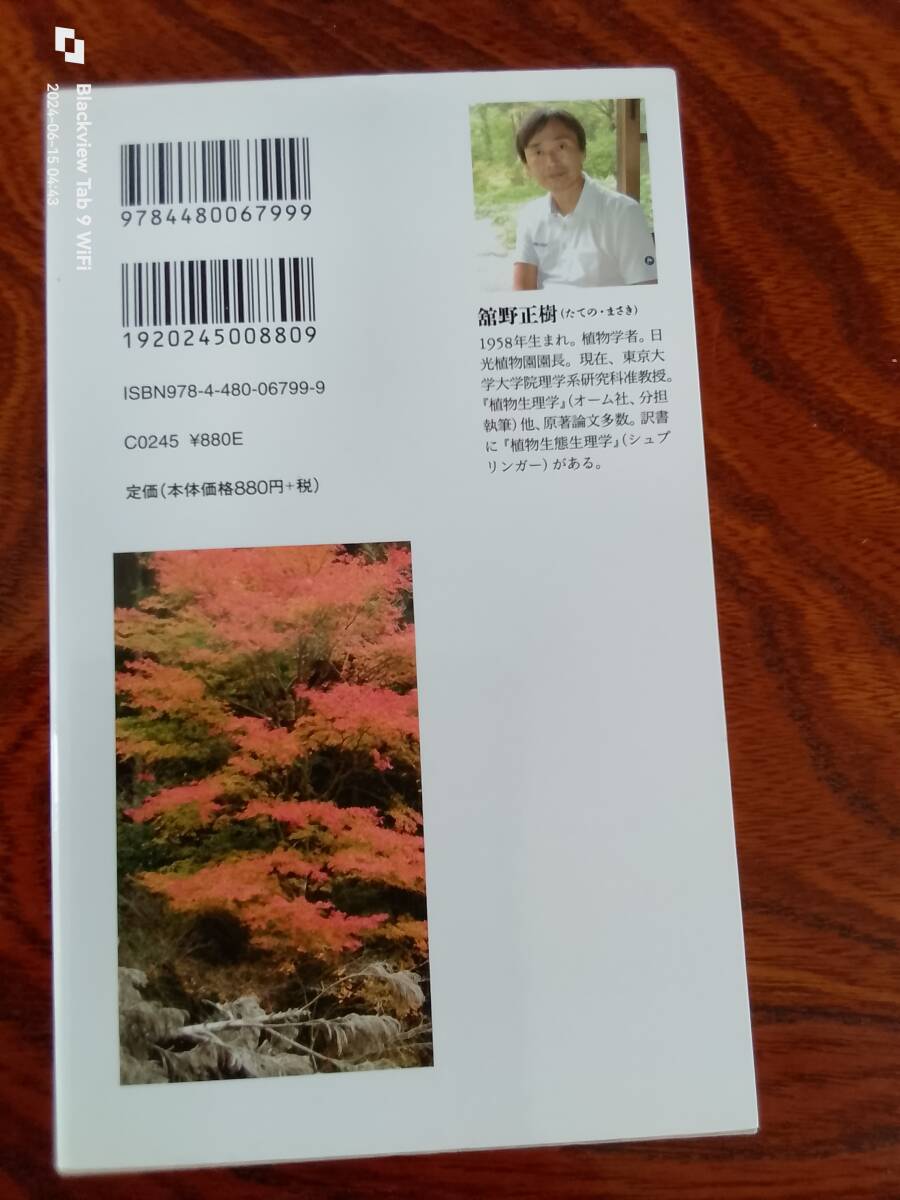 Blackview Tab 9 WiFi
2024-06-15 04:43
9784480067999
1920245008809
ISBN978-4-480-06799-9
C0245 ¥880E
定価(本体価格880円+税)
舘野正樹(たての・まさき)
1958年生まれ。植物学者。日
光植物園園長。現在、東京大
学大学院理学系研究科准教授。
『植物生理学』(オーム社、分担
執筆)他、原著論文多数。訳書
に『植物生態生理学』(シュプ
リンガー)がある。